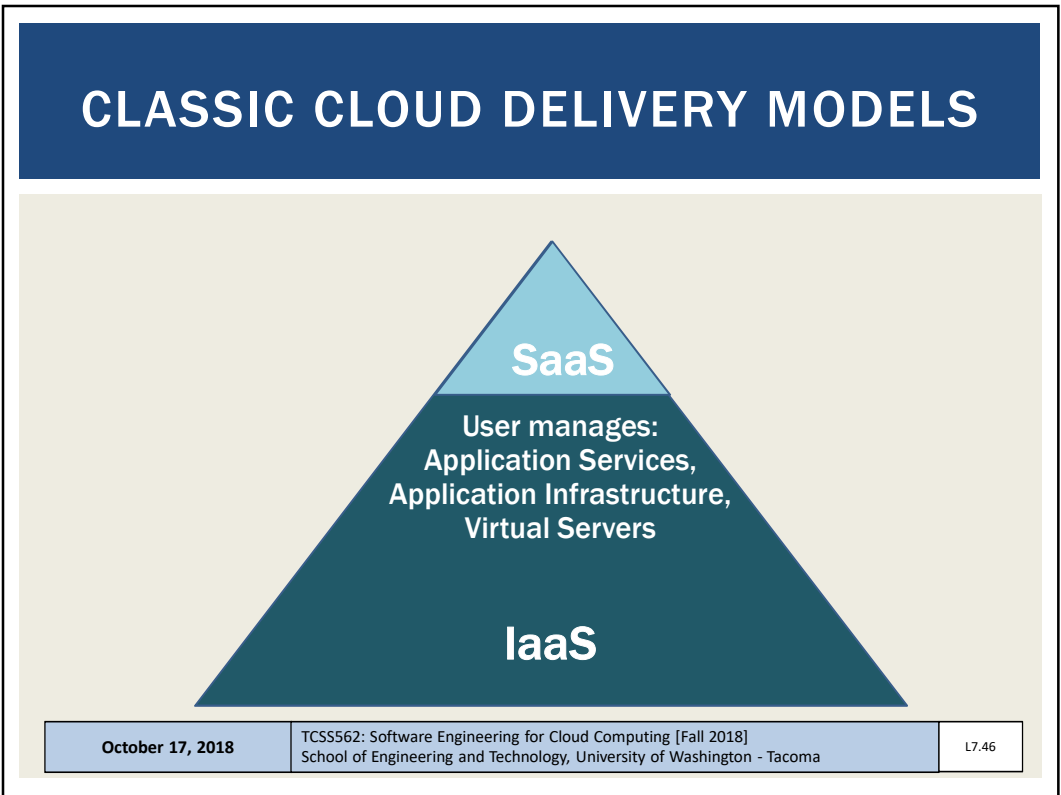 CLASSIC CLOUD DELIVERY MODELS
SaaS
User manages:
Application Services,
Application Infrastructure,
Virtual Servers
IaaS
October 17, 2018
TCSS562: Software Engineering for Cloud Computing [Fall 2018]
School of Engineering and Technology, University of Washington - Tacoma
L7.46